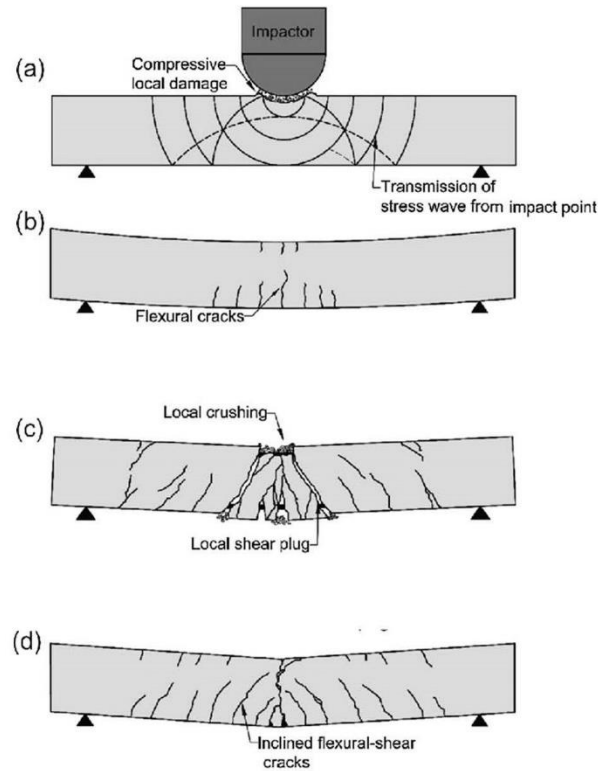 Impactor
(a)
Compressive
local damage
Transmission of
stress wave from impact point
(b)
Flexural cracks
Local crushing
(c)
Local shear plug
(d)
Inclined flexural-shear
cracks